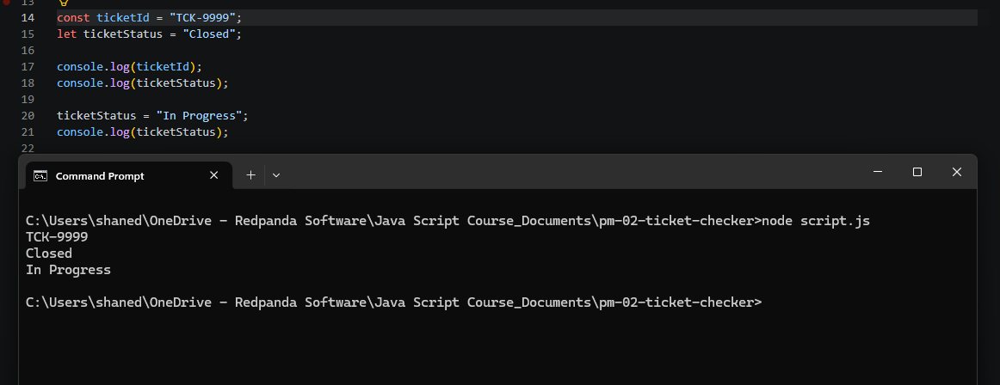 13
14 const ticketId = "TCK-9999";
15 let ticketStatus = "Closed";
16
17 console.log(ticketId);
18 console.log(ticketStatus);
19
20 ticketStatus = "In Progress";
21 console.log(ticketStatus);
22
Command Prompt
C:\Users\shaned\OneDrive - Redpanda Software\Java Script Course_Documents\pm-02-ticket-checker>node script.js
TCK-9999
Closed
In Progress
C:\Users\shaned\OneDrive - Redpanda Software\Java Script Course_Documents\pm-02-ticket-checker>